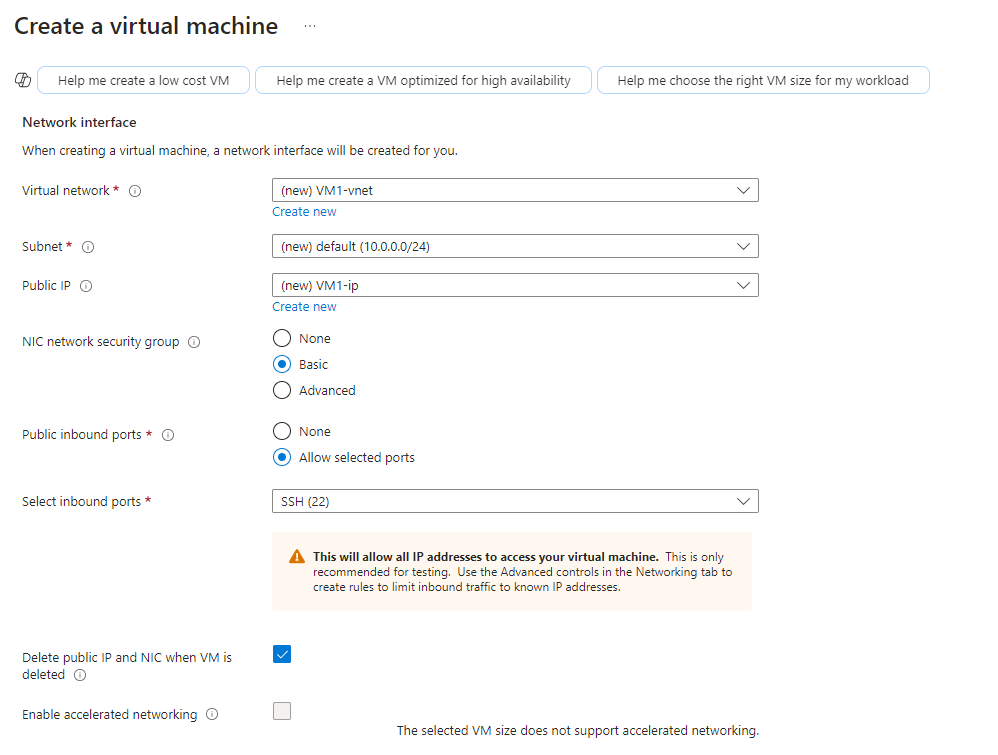 Create a virtual machine ...
Help me create a low cost VM
Help me create a VM optimized for high availability
Help me choose the right VM size for my workload
Network interface
When creating a virtual machine, a network interface will be created for you.
Virtual network *
(new) VM1-vnet
Create new
Subnet *
(new) default (10.0.0.0/24)
Public IP
(new) VM1-ip
Create new
NIC network security group
None
Basic
Advanced
Public inbound ports *
None
Allow selected ports
Select inbound ports *
SSH (22)
This will allow all IP addresses to access your virtual machine. This is only
recommended for testing. Use the Advanced controls in the Networking tab to
create rules to limit inbound traffic to known IP addresses.
Delete public IP and NIC when VM is
deleted
Enable accelerated networking
The selected VM size does not support accelerated networking.